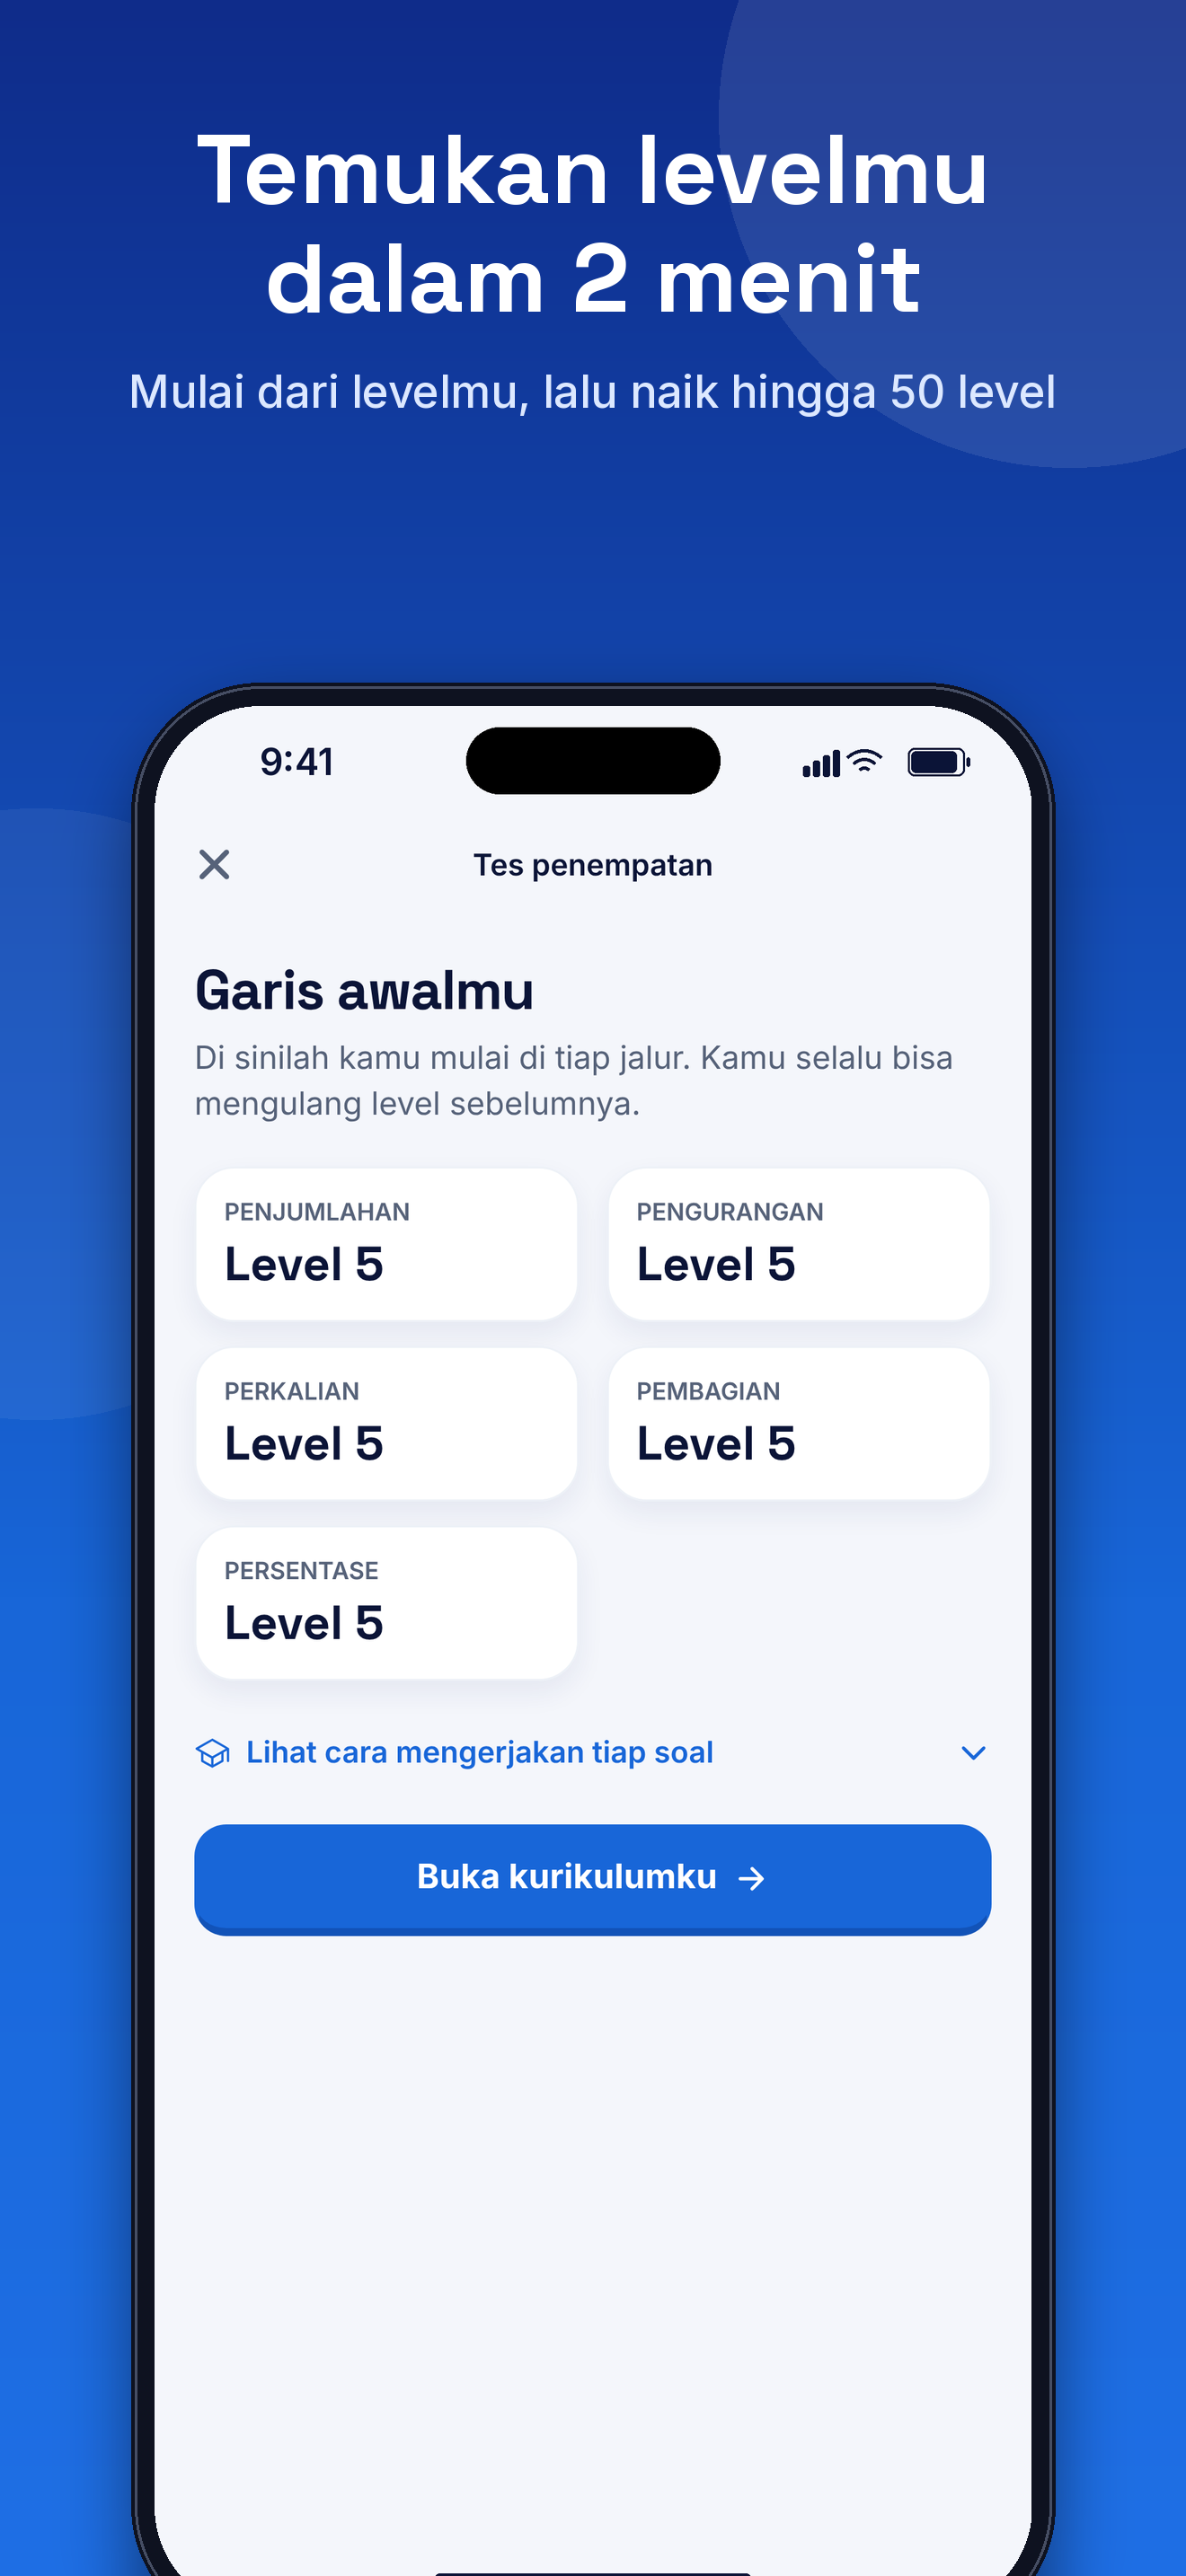 Temukan levelmu
dalam 2 menit
Mulai dari levelmu, lalu naik hingga 50 level
9:41
Tes penempatan
Garis awalmu
Di sinilah kamu mulai di tiap jalur. Kamu selalu bisa
mengulang level sebelumnya.
PENJUMLAHAN
Level 5
PENGURANGAN
Level 5
PERKALIAN
Level 5
PEMBAGIAN
Level 5
PERSENTASE
Level 5
Lihat cara mengerjakan tiap soal
Buka kurikulumku →